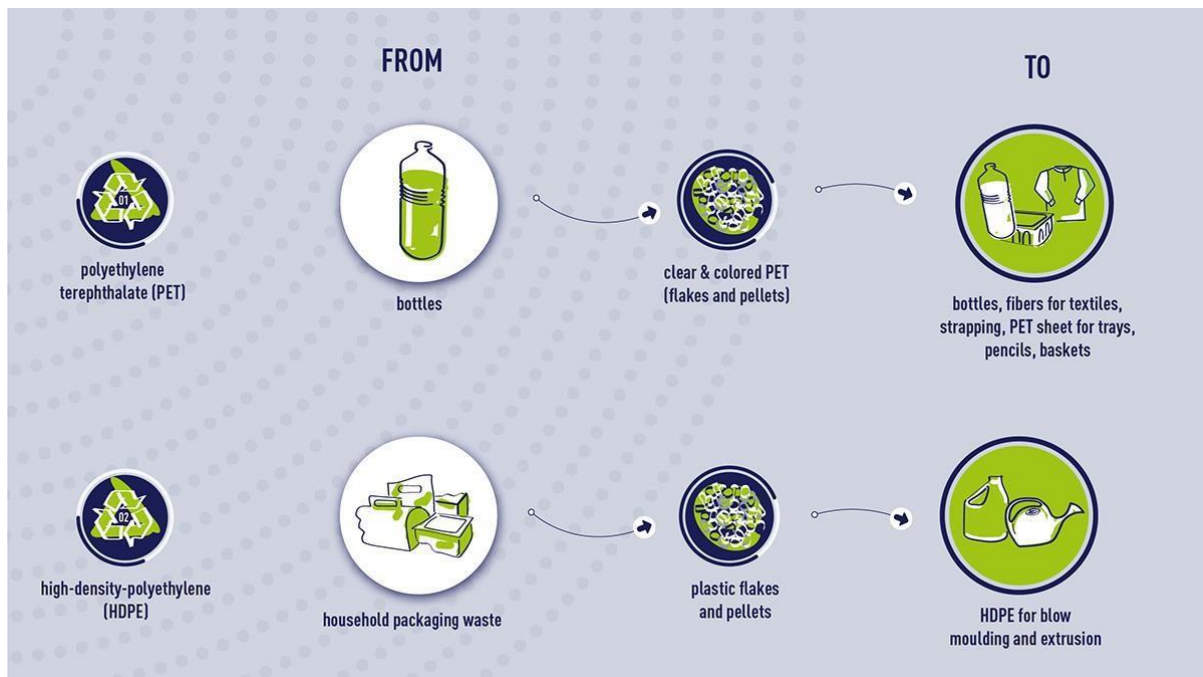 FROM
TO
01
polyethylene
terephthalate (PET)
bottles
clear & colored PET
(flakes and pellets)
bottles, fibers for textiles,
strapping, PET sheet for trays,
pencils, baskets
02
high-density-polyethylene
(HDPE)
household packaging waste
plastic flakes
and pellets
HDPE for blow
moulding and extrusion